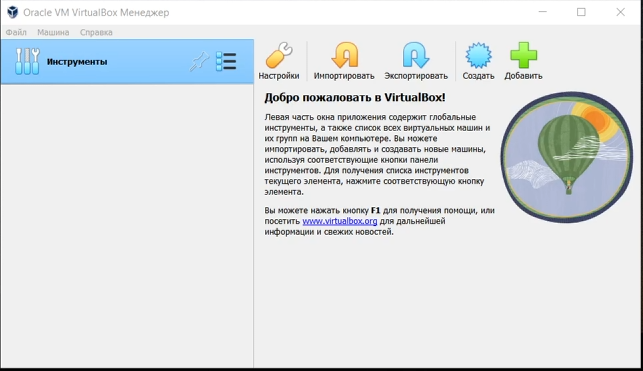 Oracle VM VirtualBox Менеджер
Файл Машина Справка
Инструменты
Настройки Импортировать Экспортировать Создать Добавить
Добро пожаловать в VirtualBox!
Левая часть окна приложения содержит глобальные
инструменты, а также список всех виртуальных машин и
их групп на Вашем компьютере. Вы можете
импортировать, добавлять и создавать новые машины,
используя соответствующие кнопки панели
инструментов. Для получения списка инструментов
текущего элемента, нажмите соответствующую кнопку
элемента.
Вы можете нажать кнопку F1 для получения помощи, или
посетить www.virtualbox.org для дальнейшей
информации и свежих новостей.